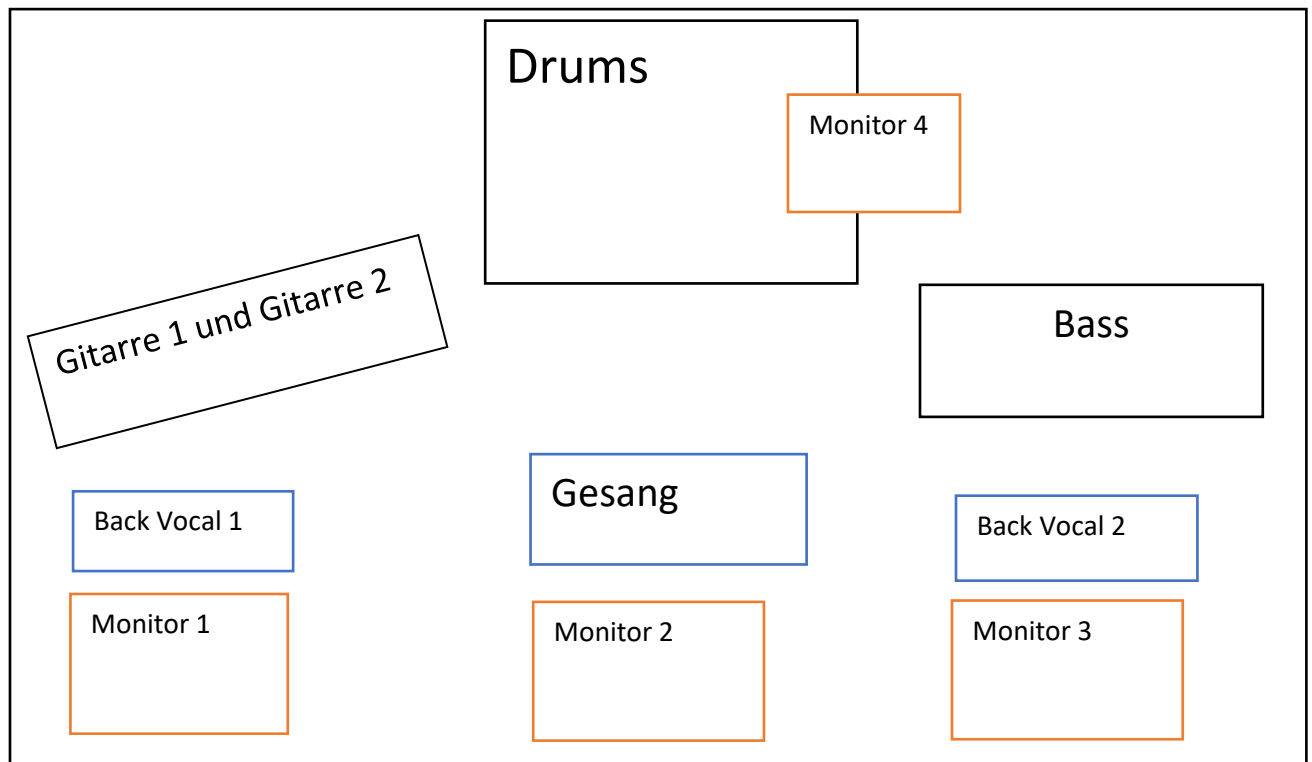 Drums
Monitor 4
Gitarre 1 und Gitarre 2
Bass
Gesang
Back Vocal 1
Back Vocal 2
Monitor 1
Monitor 2
Monitor 3